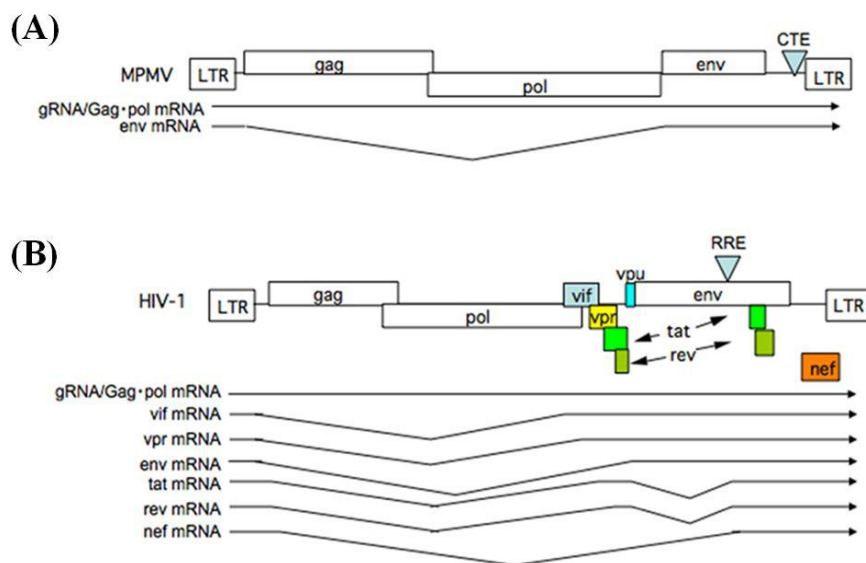 (A)
CTE
MPMV LTR gag env LTR
pol
gRNA/Gag·pol mRNA
env mRNA
(B)
RRE
vpu
HIV-1 LTR gag vif env LTR
pol vpr
tat
rev
nef
gRNA/Gag·pol mRNA
vif mRNA
vpr mRNA
env mRNA
tat mRNA
rev mRNA
nef mRNA